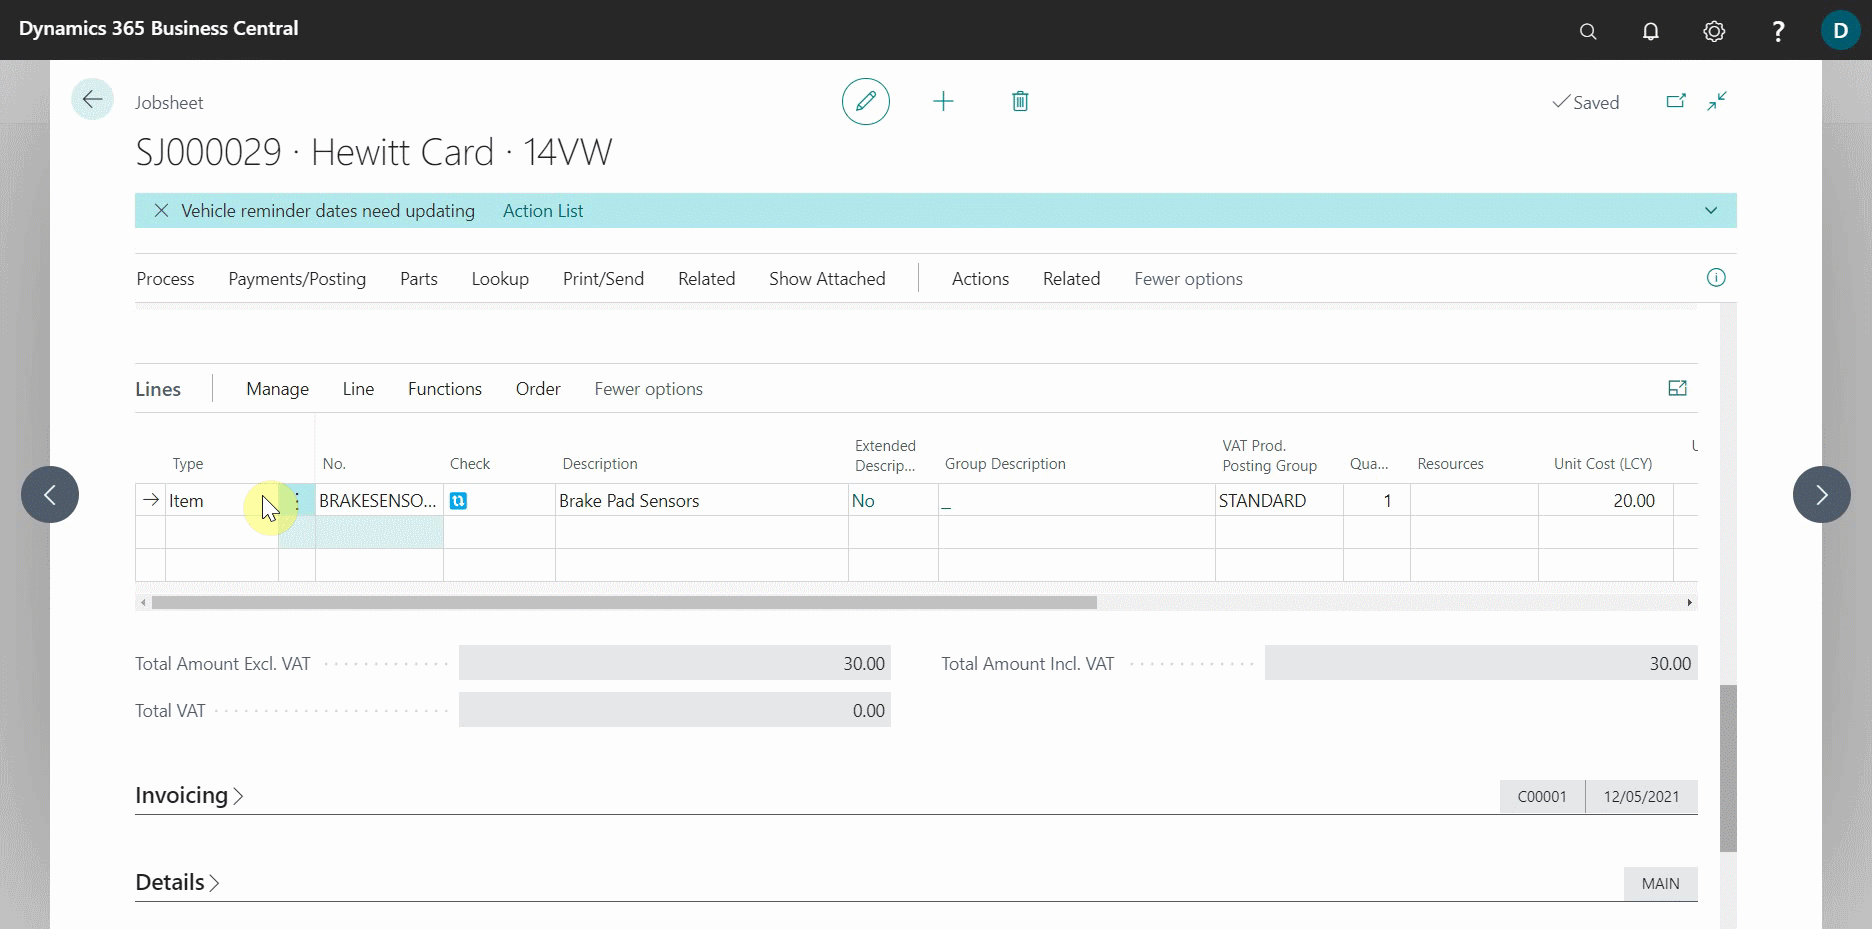 Dynamics 365 Business Central
?
D
Jobsheet
Saved
SJ000029 · Hewitt Card · 14VW
Vehicle reminder dates need updating Action List
Process Payments/Posting Parts Lookup Print/Send Related Show Attached Actions Related Fewer options
Lines Manage Line Functions Order Fewer options
Type No. Check Description Extended Descrip... Group Description VAT Prod. Posting Group Qua... Resources Unit Cost (LCY)
Item BRAKESENSO... Brake Pad Sensors No _ STANDARD 1 20.00
Total Amount Excl. VAT 30.00 Total Amount Incl. VAT 30.00
Total VAT 0.00
Invoicing C00001 12/05/2021
Details MAIN